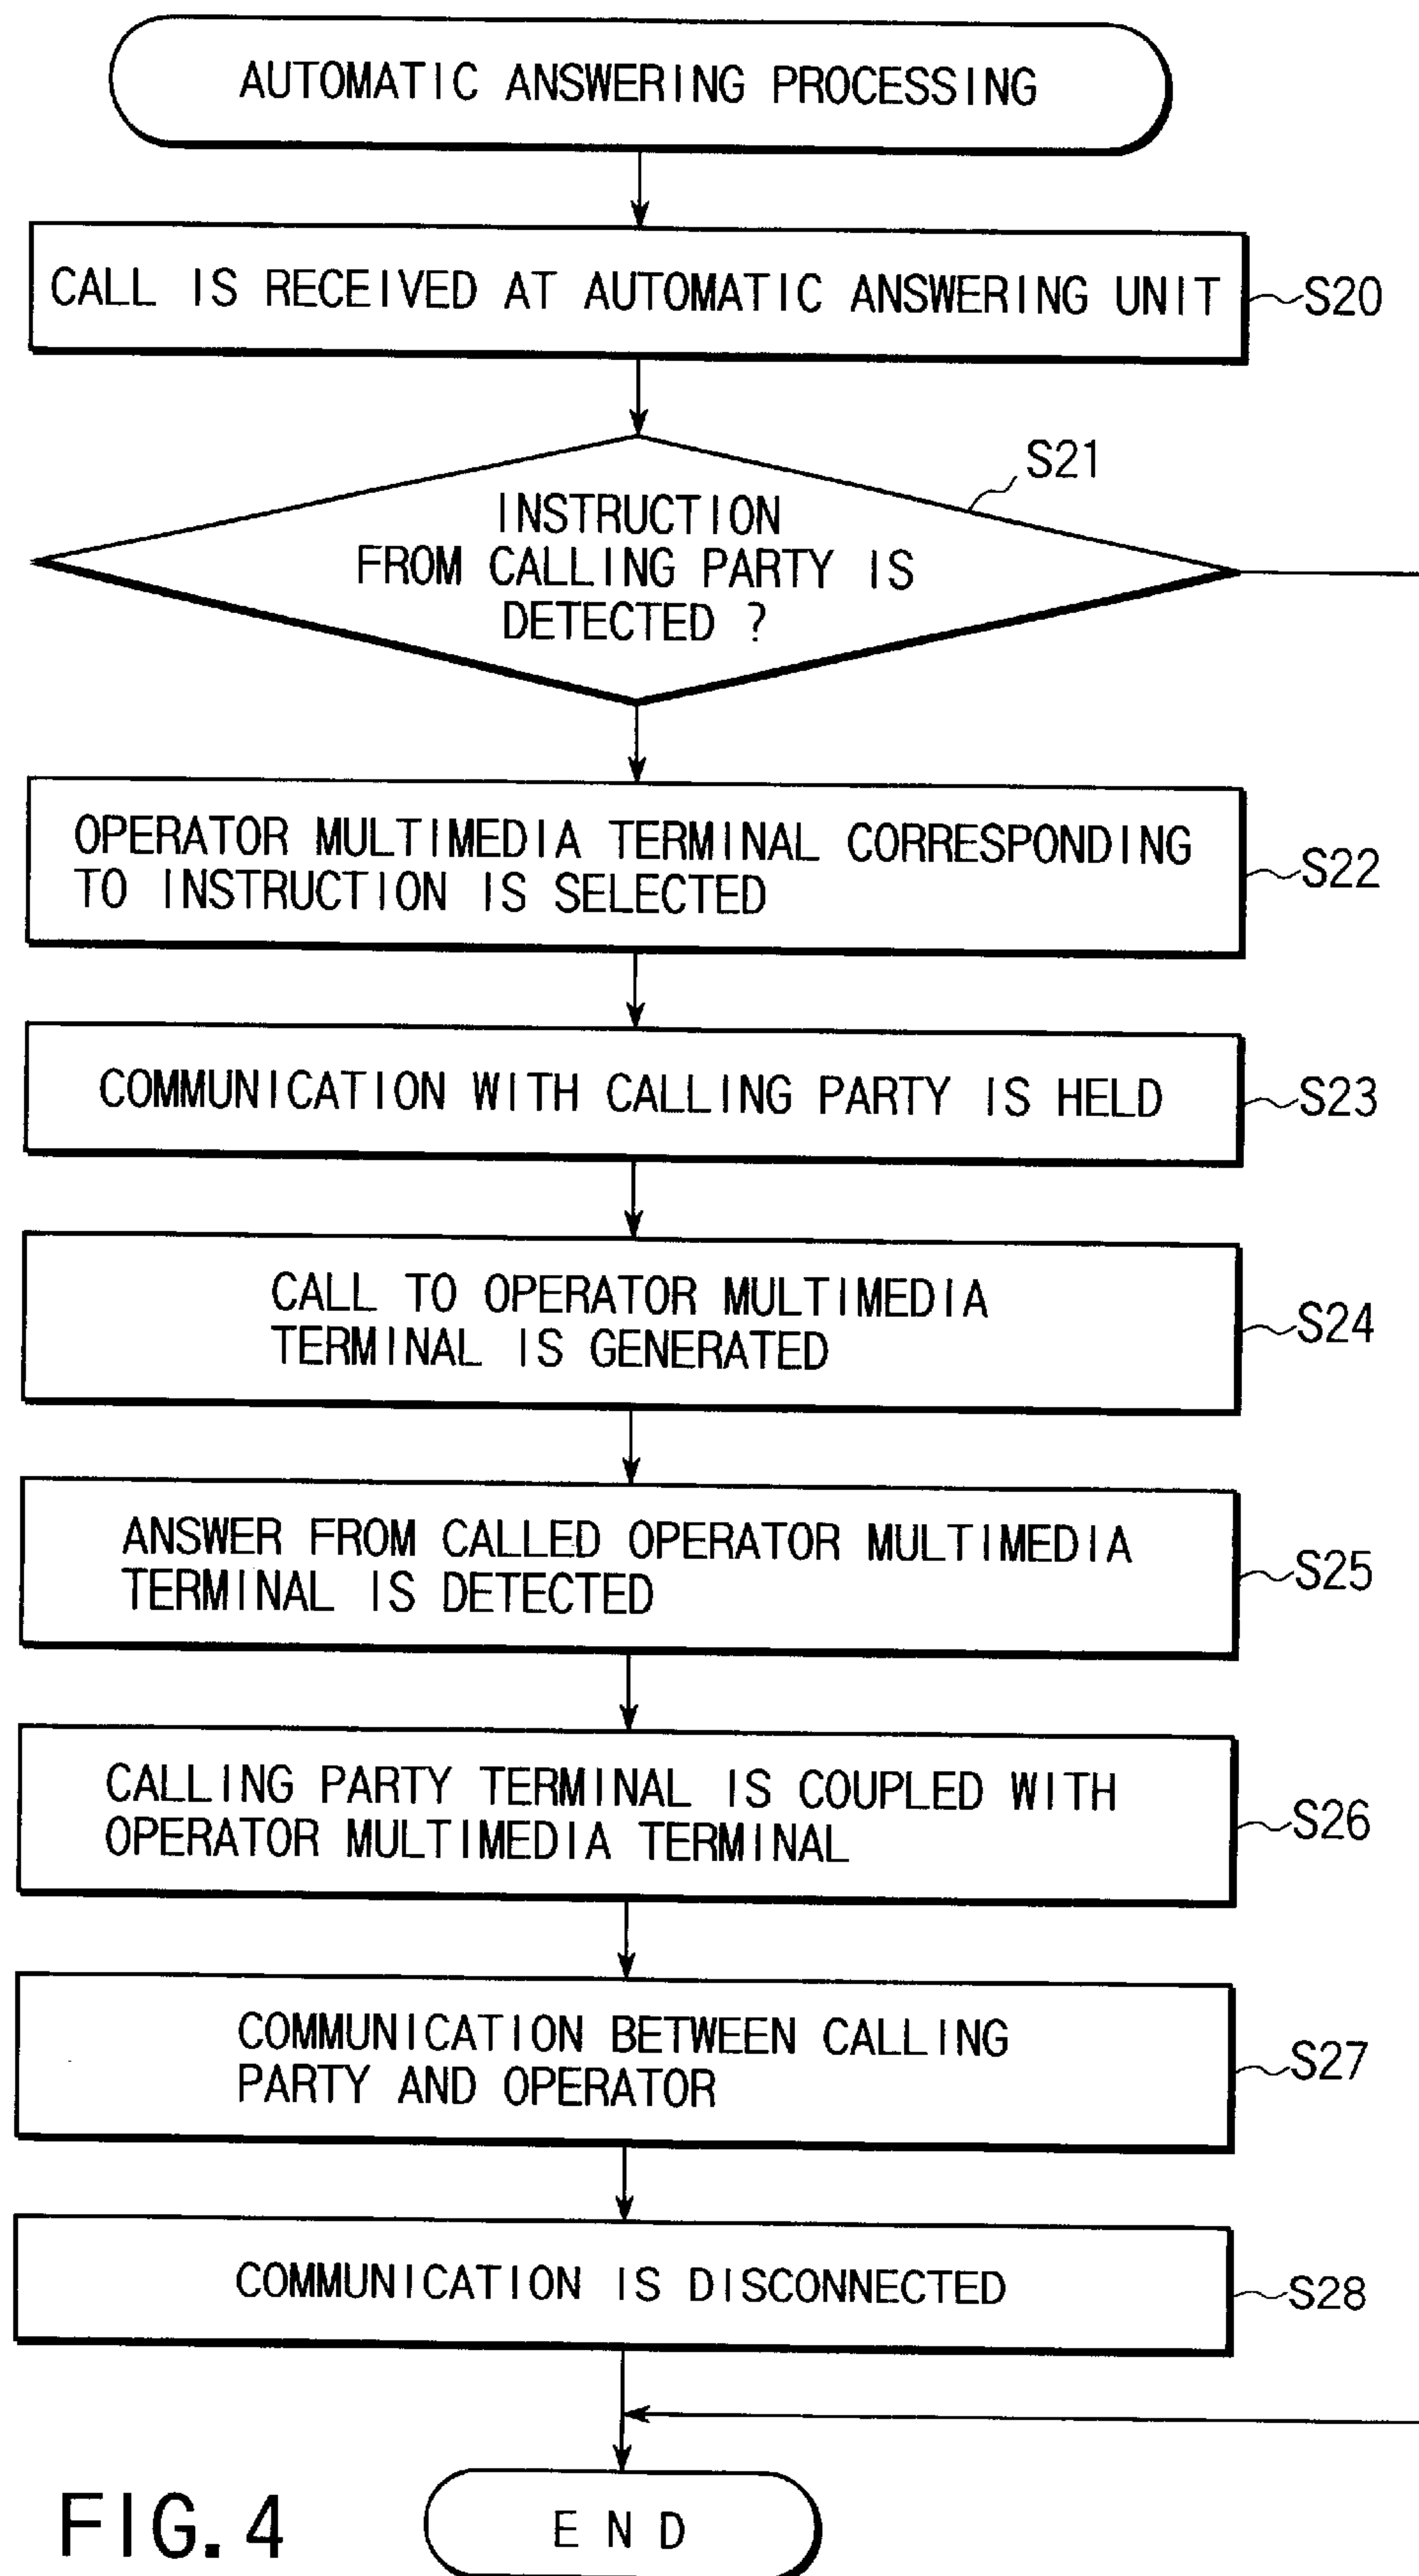 AUTOMATIC ANSWERING PROCESSING
CALL IS RECEIVED AT AUTOMATIC ANSWERING UNIT
S20
S21
INSTRUCTION
FROM CALLING PARTY IS
DETECTED ?
OPERATOR MULTIMEDIA TERMINAL CORRESPONDING
TO INSTRUCTION IS SELECTED
S22
COMMUNICATION WITH CALLING PARTY IS HELD
S23
CALL TO OPERATOR MULTIMEDIA
TERMINAL IS GENERATED
S24
ANSWER FROM CALLED OPERATOR MULTIMEDIA
TERMINAL IS DETECTED
S25
CALLING PARTY TERMINAL IS COUPLED WITH
OPERATOR MULTIMEDIA TERMINAL
S26
COMMUNICATION BETWEEN CALLING
PARTY AND OPERATOR
S27
COMMUNICATION IS DISCONNECTED
S28
END
FIG. 4